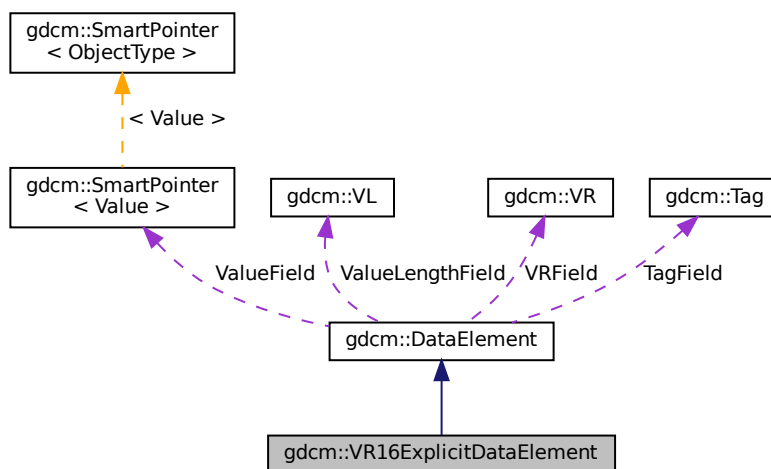 gdcm::SmartPointer
< ObjectType >
< Value >
gdcm::SmartPointer
< Value >
gdcm::VL
gdcm::VR
gdcm::Tag
ValueField
ValueLengthField
VRField
TagField
gdcm::DataElement
gdcm::VR16ExplicitDataElement